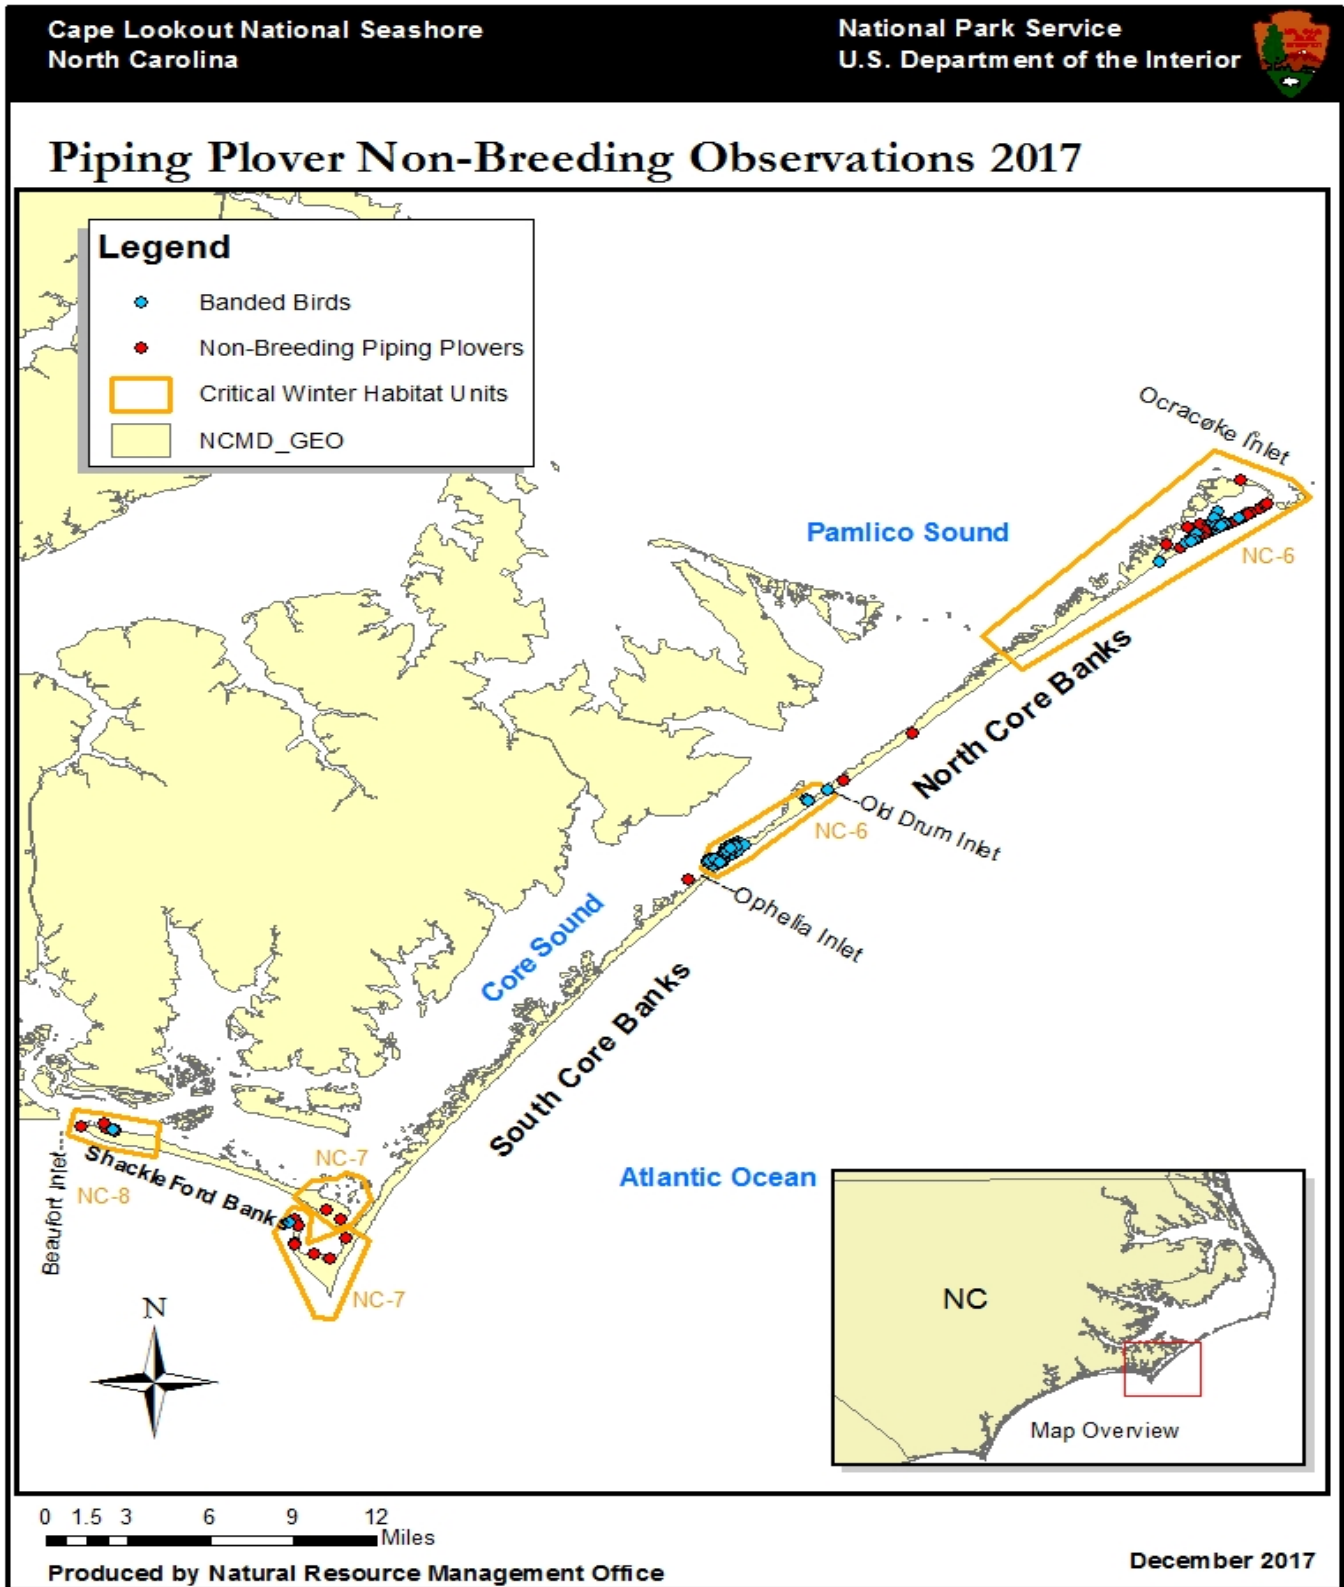 Cape Lookout National Seashore
North Carolina
National Park Service
U.S. Department of the Interior
Piping Plover Non-Breeding Observations 2017
Legend
Banded Birds
Non-Breeding Piping Plovers
Critical Winter Habitat Units
NCMD_GEO
Ocracoke Inlet
Pamlico Sound
NC-6
North Core Banks
Old Drum Inlet
NC-6
Ophelia Inlet
Core Sound
South Core Banks
Atlantic Ocean
Beaufort Inlet
NC-8
Shackle Ford Banks
NC-7
NC-7
N
NC
Map Overview
0 1.5 3 6 9 12
Miles
Produced by Natural Resource Management Office
December 2017